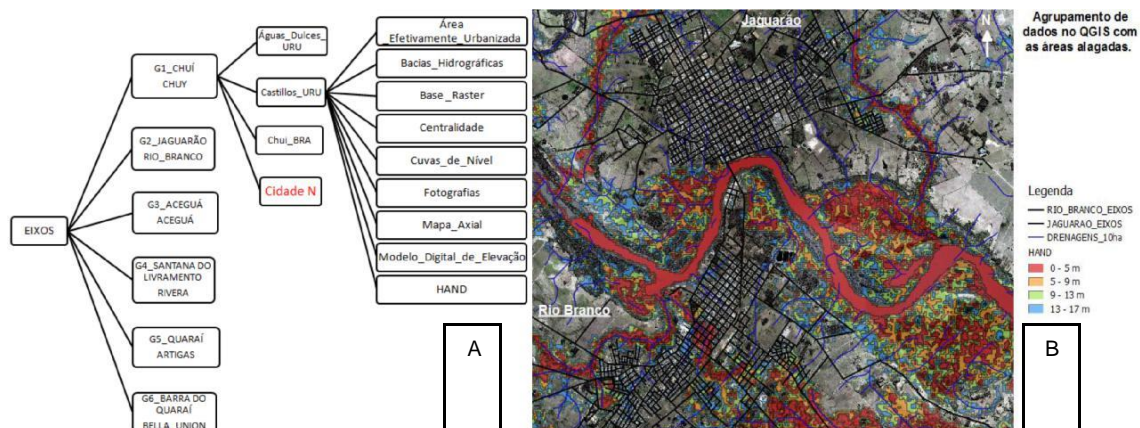 EIXOS
G1_CHUÍ
CHUY
G2_JAGUARÃO
RIO_BRANCO
G3_ACEGUÁ
ACEGUÁ
G4_SANTANA DO
LIVRAMENTO
RIVERA
G5_QUARAÍ
ARTIGAS
G6_BARRA DO
QUARAÍ
BELLA_UNION
Águas_Dulces_
URU
Castillos_URU
Chui_BRA
Cidade N
Área
_Efetivamente_Urbanizada
Bacias_Hidrográficas
Base_Raster
Centralidade
Cuvas_de_Nível
Fotografias
Mapa_Axial
Modelo_Digital_de_Elevação
HAND
A
Jaguarão
N
Rio Branco
Agrupamento de
dados no QGIS com
as áreas alagadas.
Legenda
RIO_BRANCO_EIXOS
JAGUARAO_EIXOS
DRENAGENS_10ha
HAND
0 - 5 m
5 - 9 m
9 - 13 m
13 - 17 m
B